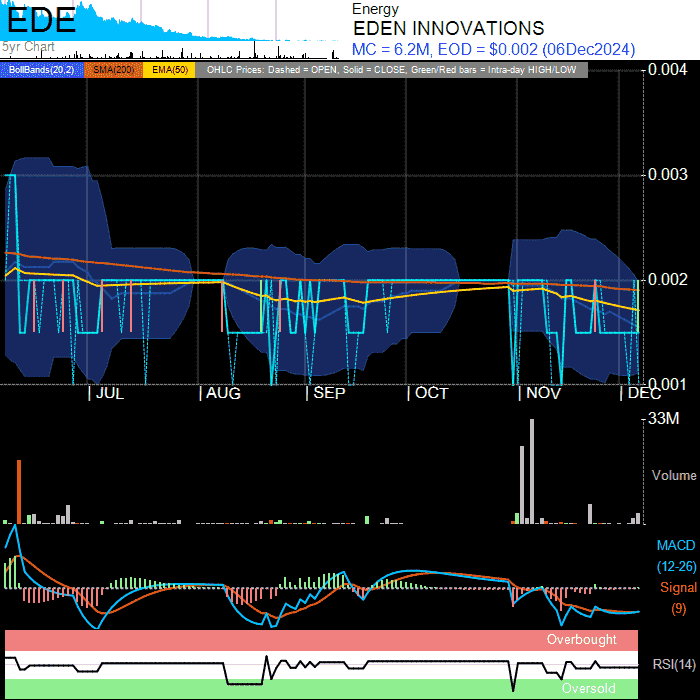 EDE
5yr Chart
Energy
EDEN INNOVATIONS
MC = 6.2M, EOD = $0.002 (06Dec2024)
BollBands(20,2) SMA(200) EMA(50) OHLC Prices: Dashed = OPEN, Solid = CLOSE, Green/Red bars = Intra-day HIGH/LOW
0.004
0.003
0.002
0.001
| JUL | AUG | SEP | OCT | NOV | DEC
33M
Volume
MACD
(12-26)
Signal
(9)
Overbought
RSI(14)
Oversold